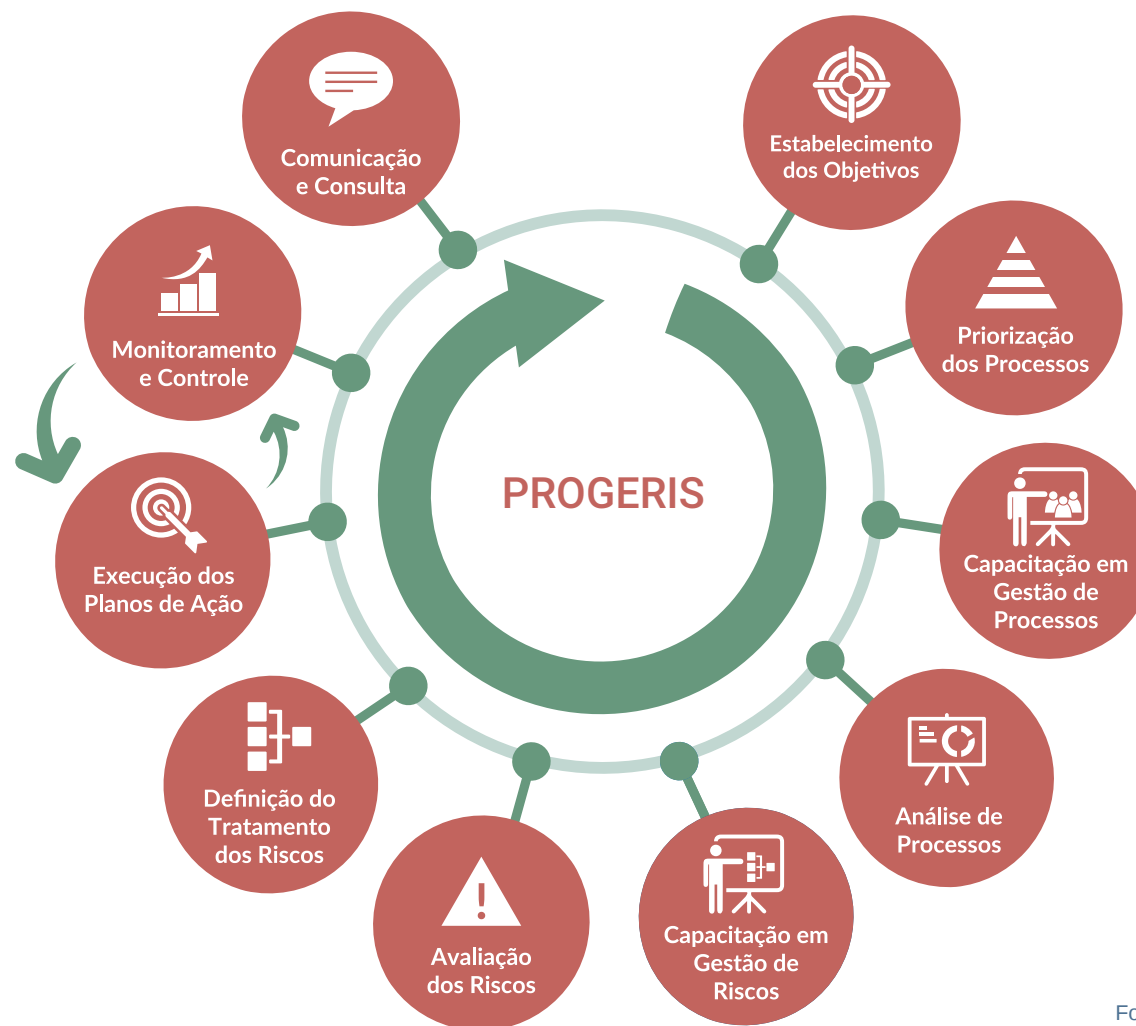 Comunicação
e Consulta
Estabelecimento
dos Objetivos
Priorização
dos Processos
Capacitação em
Gestão de
Processos
Análise de
Processos
Capacitação em
Gestão de
Riscos
Avaliação
dos Riscos
Definição do
Tratamento
dos Riscos
Execução dos
Planos de Ação
Monitoramento
e Controle
PROGERIS
Fo